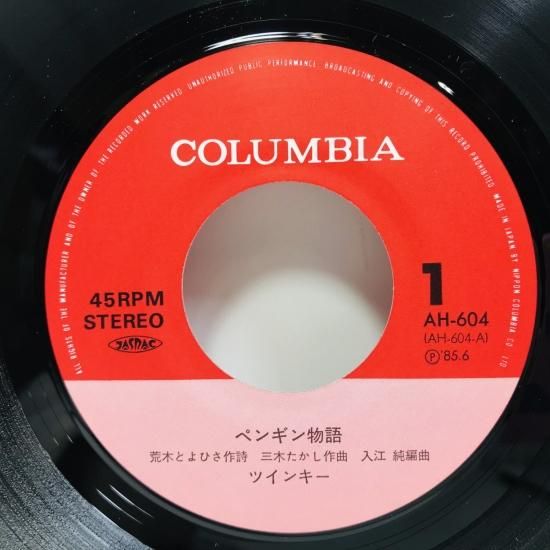 ALL RIGHTS OF THE MANUFACTURER AND OF THE OWNER OF THE RECORDED WORK RESERVED. UNAUTHORIZED PUBLIC PERFORMANCE, BROADCASTING AND COPYING OF THIS RECORD PROHIBITED. MADE IN JAPAN BY NIPPON COLUMBIA CO., LTD.
COLUMBIA
45RPM
STEREO
JASRAC
1
AH-604
(AH-604-A)
Ⓟ'85.6
ペンギン物語
荒木とよひさ作詩 三木たかし作曲 入江 純編曲
ツインキー